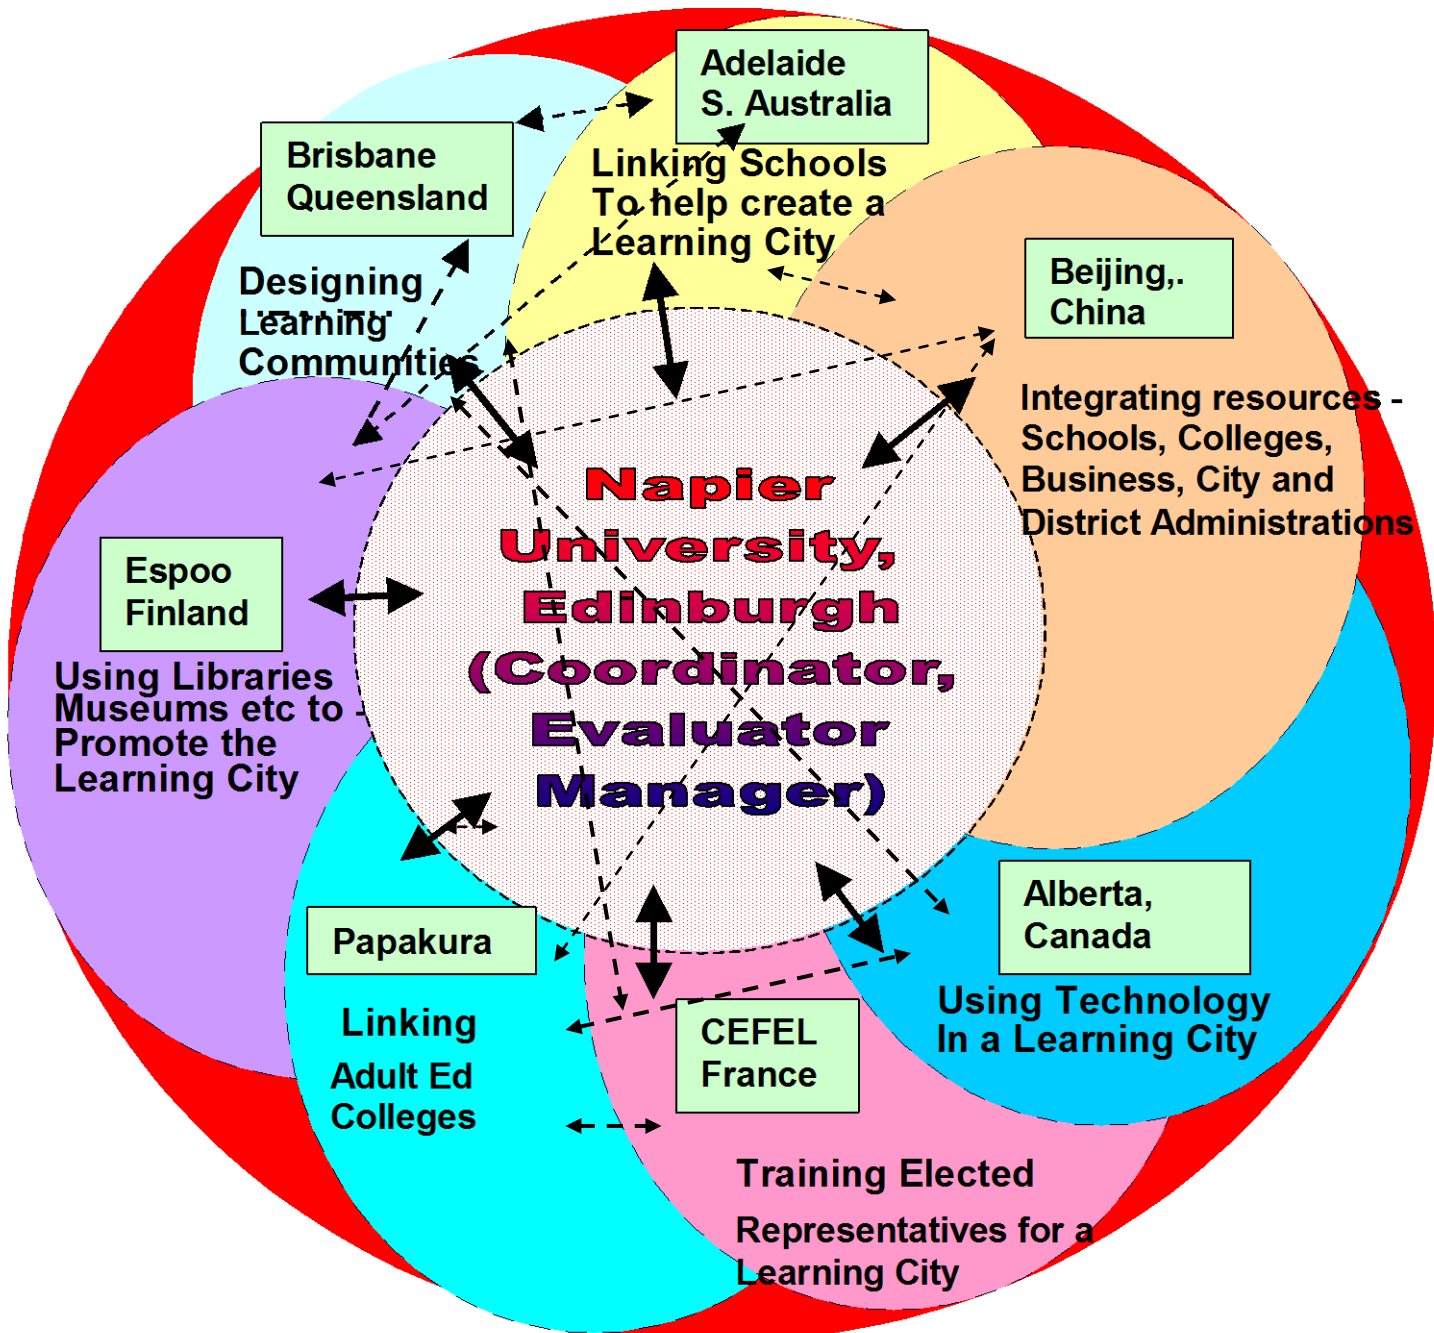 Adelaide
S. Australia
Linking Schools
To help create a
Learning City
Brisbane
Queensland
Designing
Learning
Communities
Beijing,.
China
Integrating resources -
Schools, Colleges,
Business, City and
District Administrations
Napier
University,
Edinburgh
(Coordinator,
Evaluator
Manager)
Espoo
Finland
Using Libraries
Museums etc to -
Promote the
Learning City
Papakura
Linking
Adult Ed
Colleges
CEFEL
France
Training Elected
Representatives for a
Learning City
Alberta,
Canada
Using Technology
In a Learning City